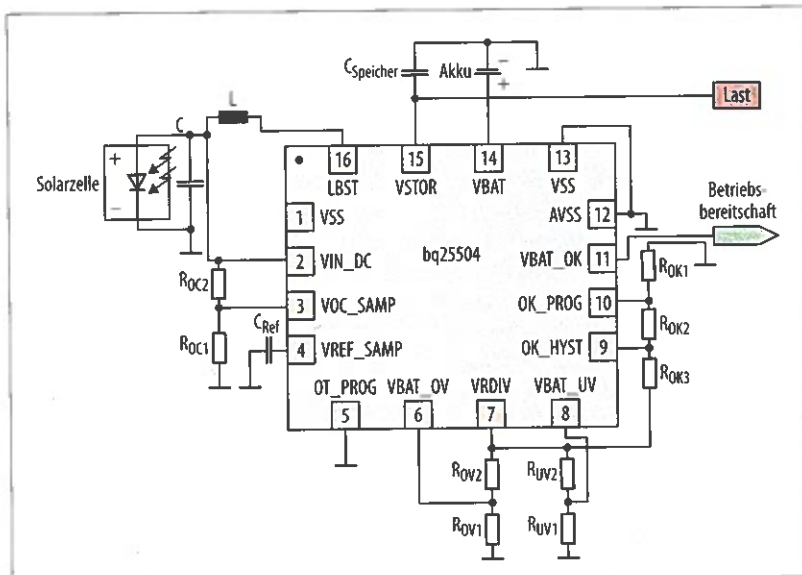 CSpeicher
Akku
Last
L
C
Solarzelle
16
15
14
13
LBST
VSTOR
VBAT
VSS
Betriebs-
bereitschaft
1 VSS
AVSS 12
2 VIN_DC
bq25504
VBAT_OK 11
ROK1
ROC2
3 VOC_SAMP
OK_PROG 10
ROK2
CRef
ROC1
4 VREF_SAMP
OK_HYST 9
ROK3
OT_PROG VBAT_OV VRDIV VBAT_UV
5 6 7 8
ROV2 RUV2
ROV1 RUV1